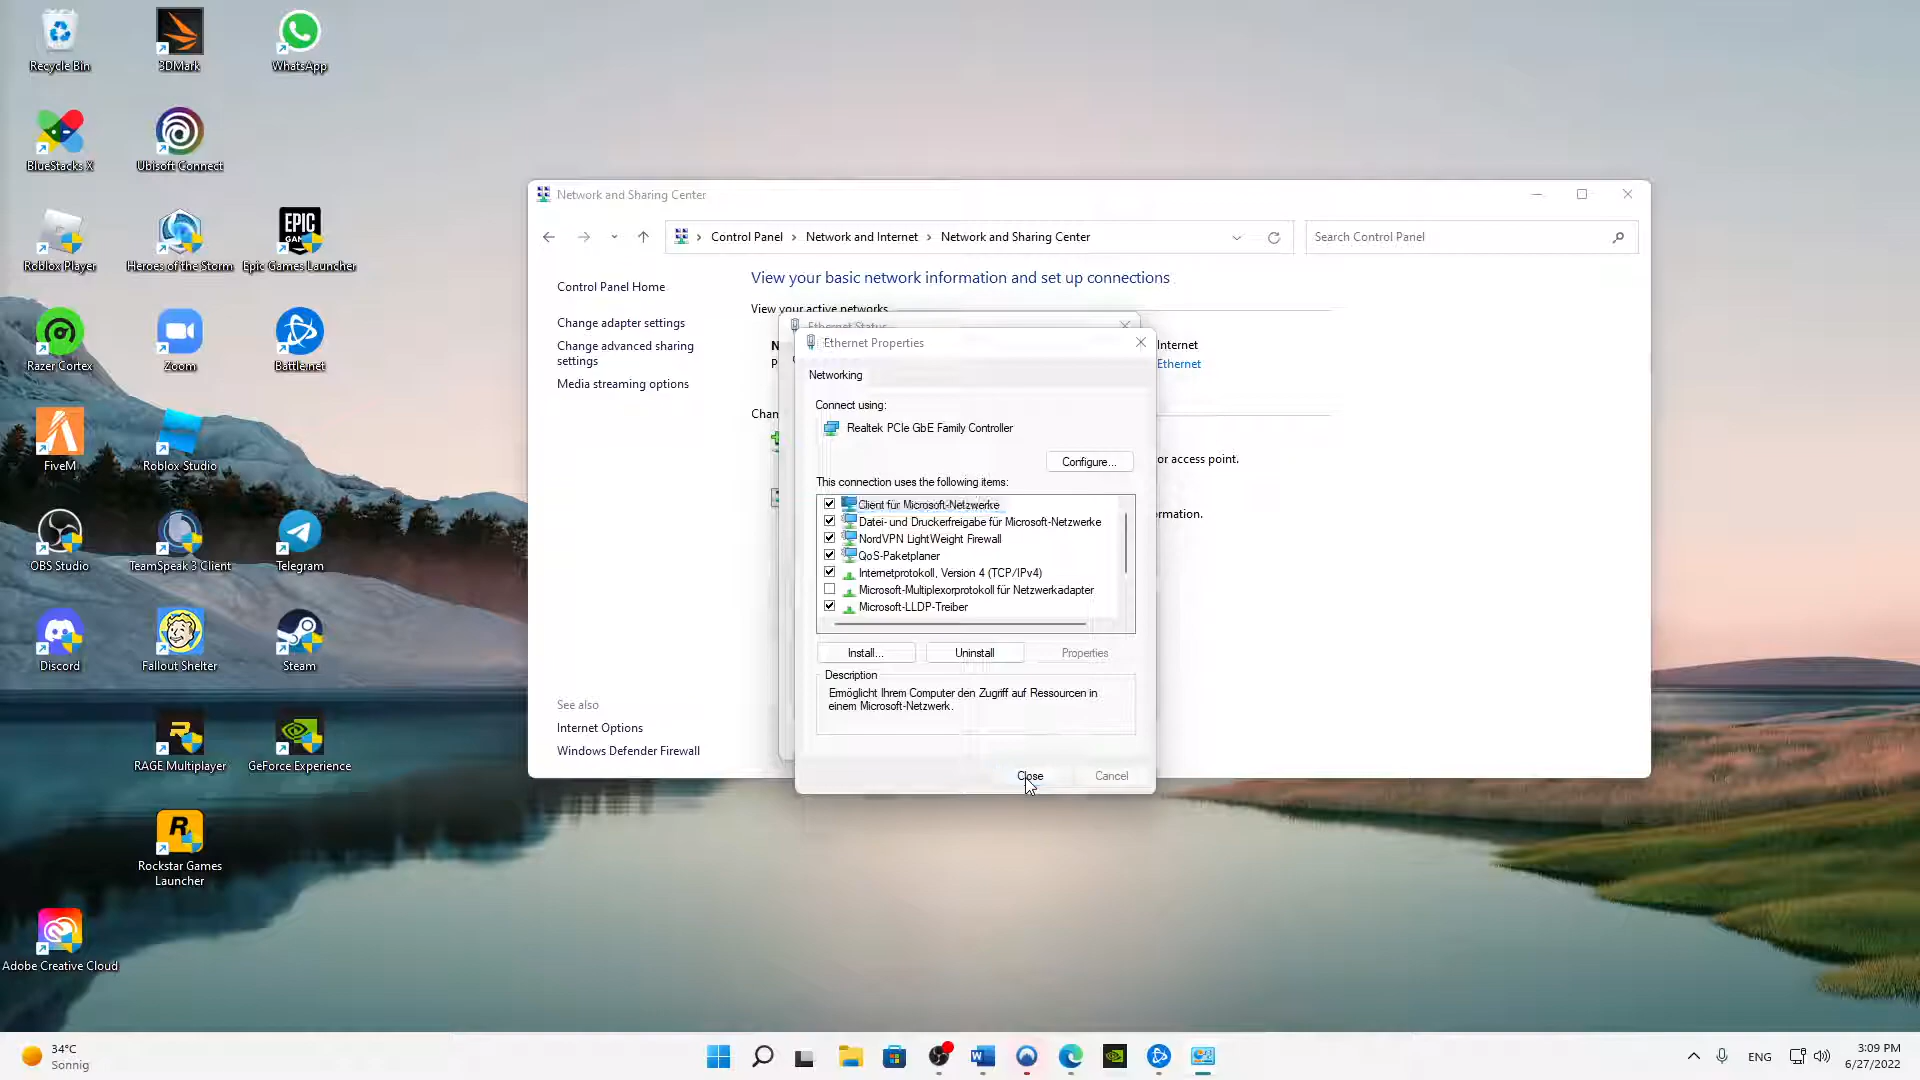 Recycle Bin
3DMark
WhatsApp
BlueStacks X
Ubisoft Connect
Roblox Player
Heroes of the Storm
EPIC
Epic Games Launcher
Razer Cortex
Zoom
Battle.net
FiveM
Roblox Studio
OBS Studio
TeamSpeak 3 Client
Telegram
Discord
Fallout Shelter
Steam
RAGE Multiplayer
GeForce Experience
Rockstar Games
Launcher
Adobe Creative Cloud
Network and Sharing Center
Control Panel > Network and Internet > Network and Sharing Center
Search Control Panel
Control Panel Home
Change adapter settings
Change advanced sharing
settings
Media streaming options
See also
Internet Options
Windows Defender Firewall
View your basic network information and set up connections
View your active networks
N
P
Internet
Ethernet
Chan
or access point.
ormation.
Ethernet Status
Ethernet Properties
Networking
Connect using:
Realtek PCIe GbE Family Controller
Configure...
This connection uses the following items:
Client für Microsoft-Netzwerke
Datei- und Druckerfreigabe für Microsoft-Netzwerke
NordVPN LightWeight Firewall
QoS-Paketplaner
Internetprotokoll, Version 4 (TCP/IPv4)
Microsoft-Multiplexorprotokoll für Netzwerkadapter
Microsoft-LLDP-Treiber
Install...
Uninstall
Properties
Description
Ermöglicht Ihrem Computer den Zugriff auf Ressourcen in
einem Microsoft-Netzwerk.
Close
Cancel
34°C
Sonnig
ENG
3:09 PM
6/27/2022